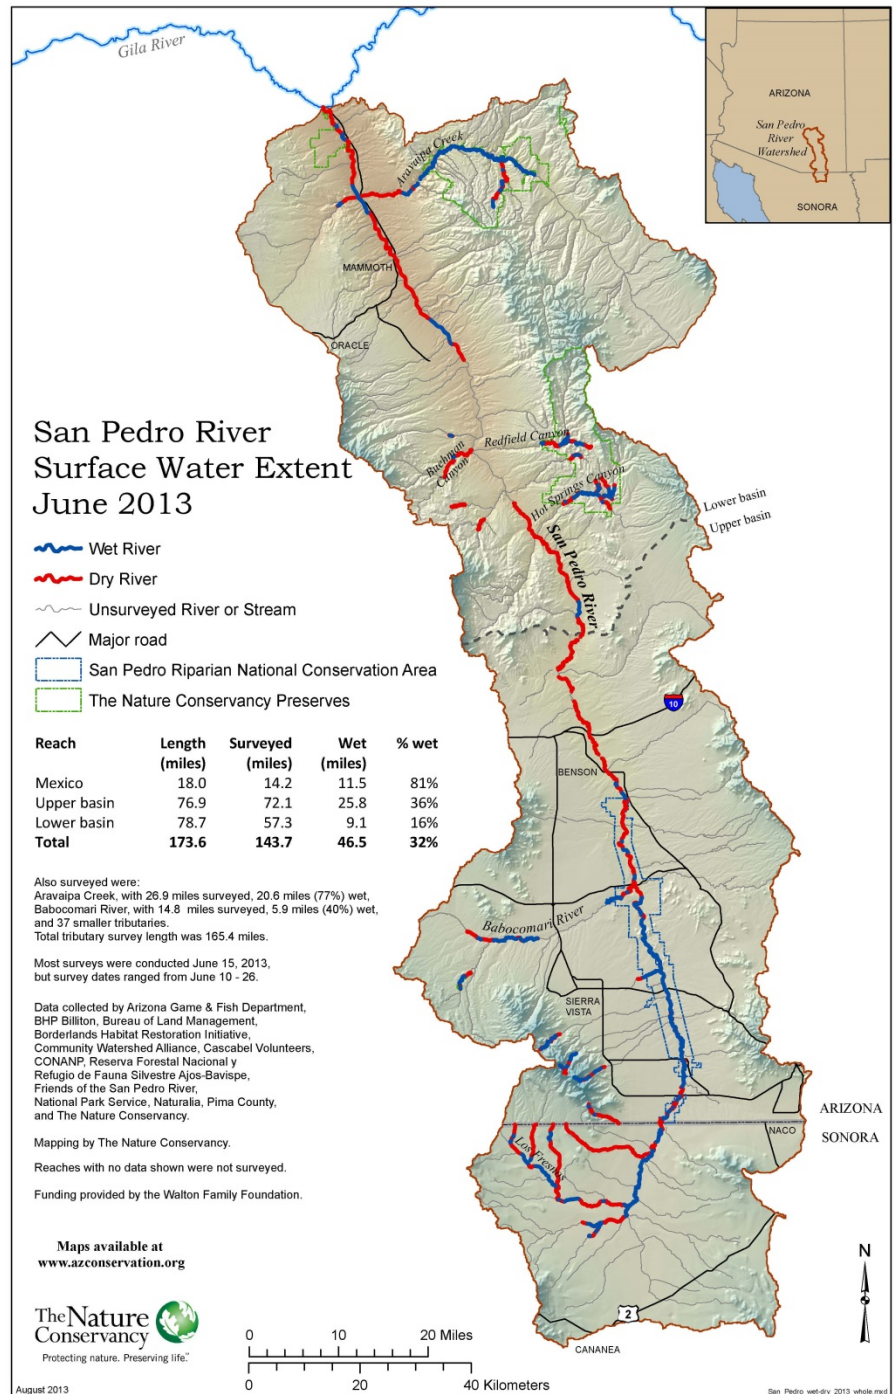 Gila River
ARIZONA
San Pedro
River
Watershed
SONORA
Aravaipa Creek
MAMMOTH
ORACLE
Redfield Canyon
Buehman
Canyon
Hot Springs Canyon
Lower basin
Upper basin
San Pedro River
San Pedro River
Surface Water Extent
June 2013
Wet River
Dry River
Unsurveyed River or Stream
Major road
San Pedro Riparian National Conservation Area
The Nature Conservancy Preserves
10
BENSON
Reach Length Surveyed Wet % wet
(miles) (miles) (miles)
Mexico 18.0 14.2 11.5 81%
Upper basin 76.9 72.1 25.8 36%
Lower basin 78.7 57.3 9.1 16%
Total 173.6 143.7 46.5 32%
Also surveyed were:
Aravaipa Creek, with 26.9 miles surveyed, 20.6 miles (77%) wet,
Babocomari River, with 14.8 miles surveyed, 5.9 miles (40%) wet,
and 37 smaller tributaries.
Total tributary survey length was 165.4 miles.
Most surveys were conducted June 15, 2013,
but survey dates ranged from June 10 - 26.
Data collected by Arizona Game & Fish Department,
BHP Billiton, Bureau of Land Management,
Borderlands Habitat Restoration Initiative,
Community Watershed Alliance, Cascabel Volunteers,
CONANP, Reserva Forestal Nacional y
Refugio de Fauna Silvestre Ajos-Bavispe,
Friends of the San Pedro River,
National Park Service, Naturalia, Pima County,
and The Nature Conservancy.
Mapping by The Nature Conservancy.
Reaches with no data shown were not surveyed.
Funding provided by the Walton Family Foundation.
Babocomari River
SIERRA
VISTA
ARIZONA
NACO
SONORA
Los Fresnos
Maps available at
www.azconservation.org
The Nature
Conservancy
Protecting nature. Preserving life.™
0 10 20 Miles
0 20 40 Kilometers
2
CANANEA
N
August 2013
San_Pedro_wet-dry_2013_whole.mxd